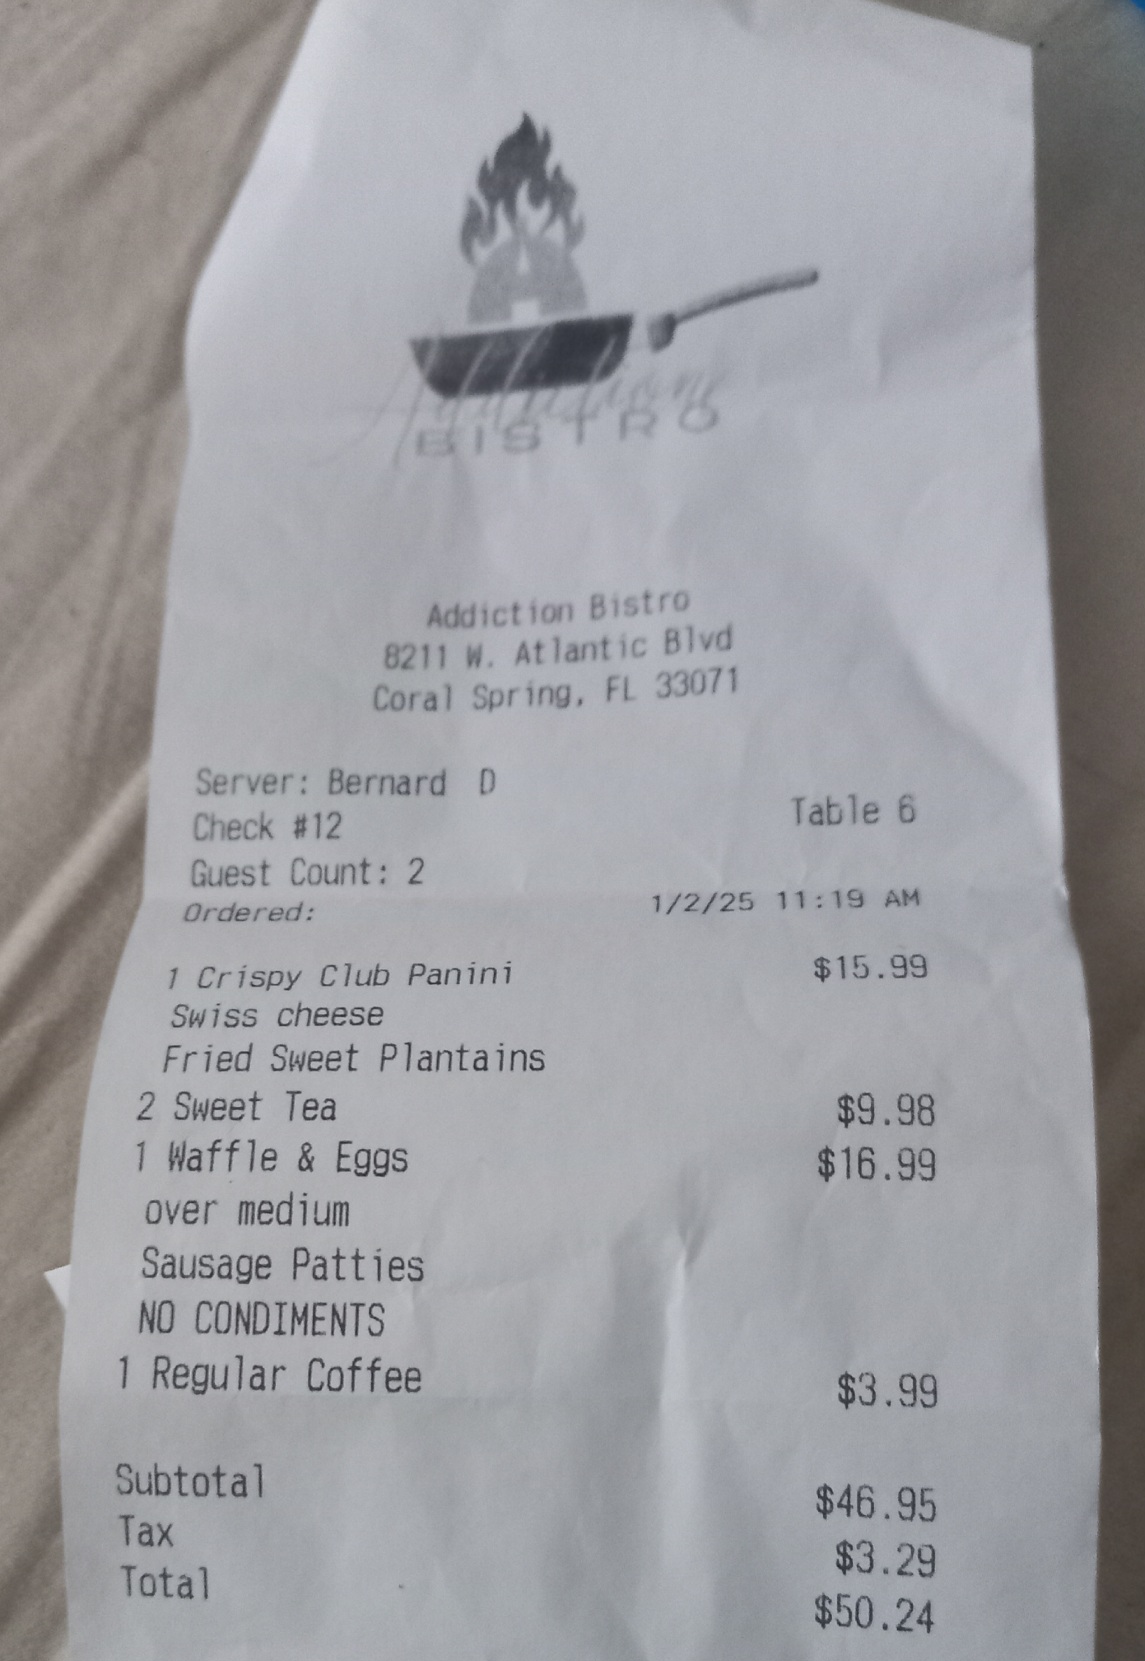 Addictions
BISTRO
Addiction Bistro
8211 W. Atlantic Blvd
Coral Spring, FL 33071
Server: Bernard D
Check #12 Table 6
Guest Count: 2
Ordered: 1/2/25 11:19 AM
1 Crispy Club Panini $15.99
Swiss cheese
Fried Sweet Plantains
2 Sweet Tea $9.98
1 Waffle & Eggs $16.99
over medium
Sausage Patties
NO CONDIMENTS
1 Regular Coffee $3.99
Subtotal $46.95
Tax $3.29
Total $50.24